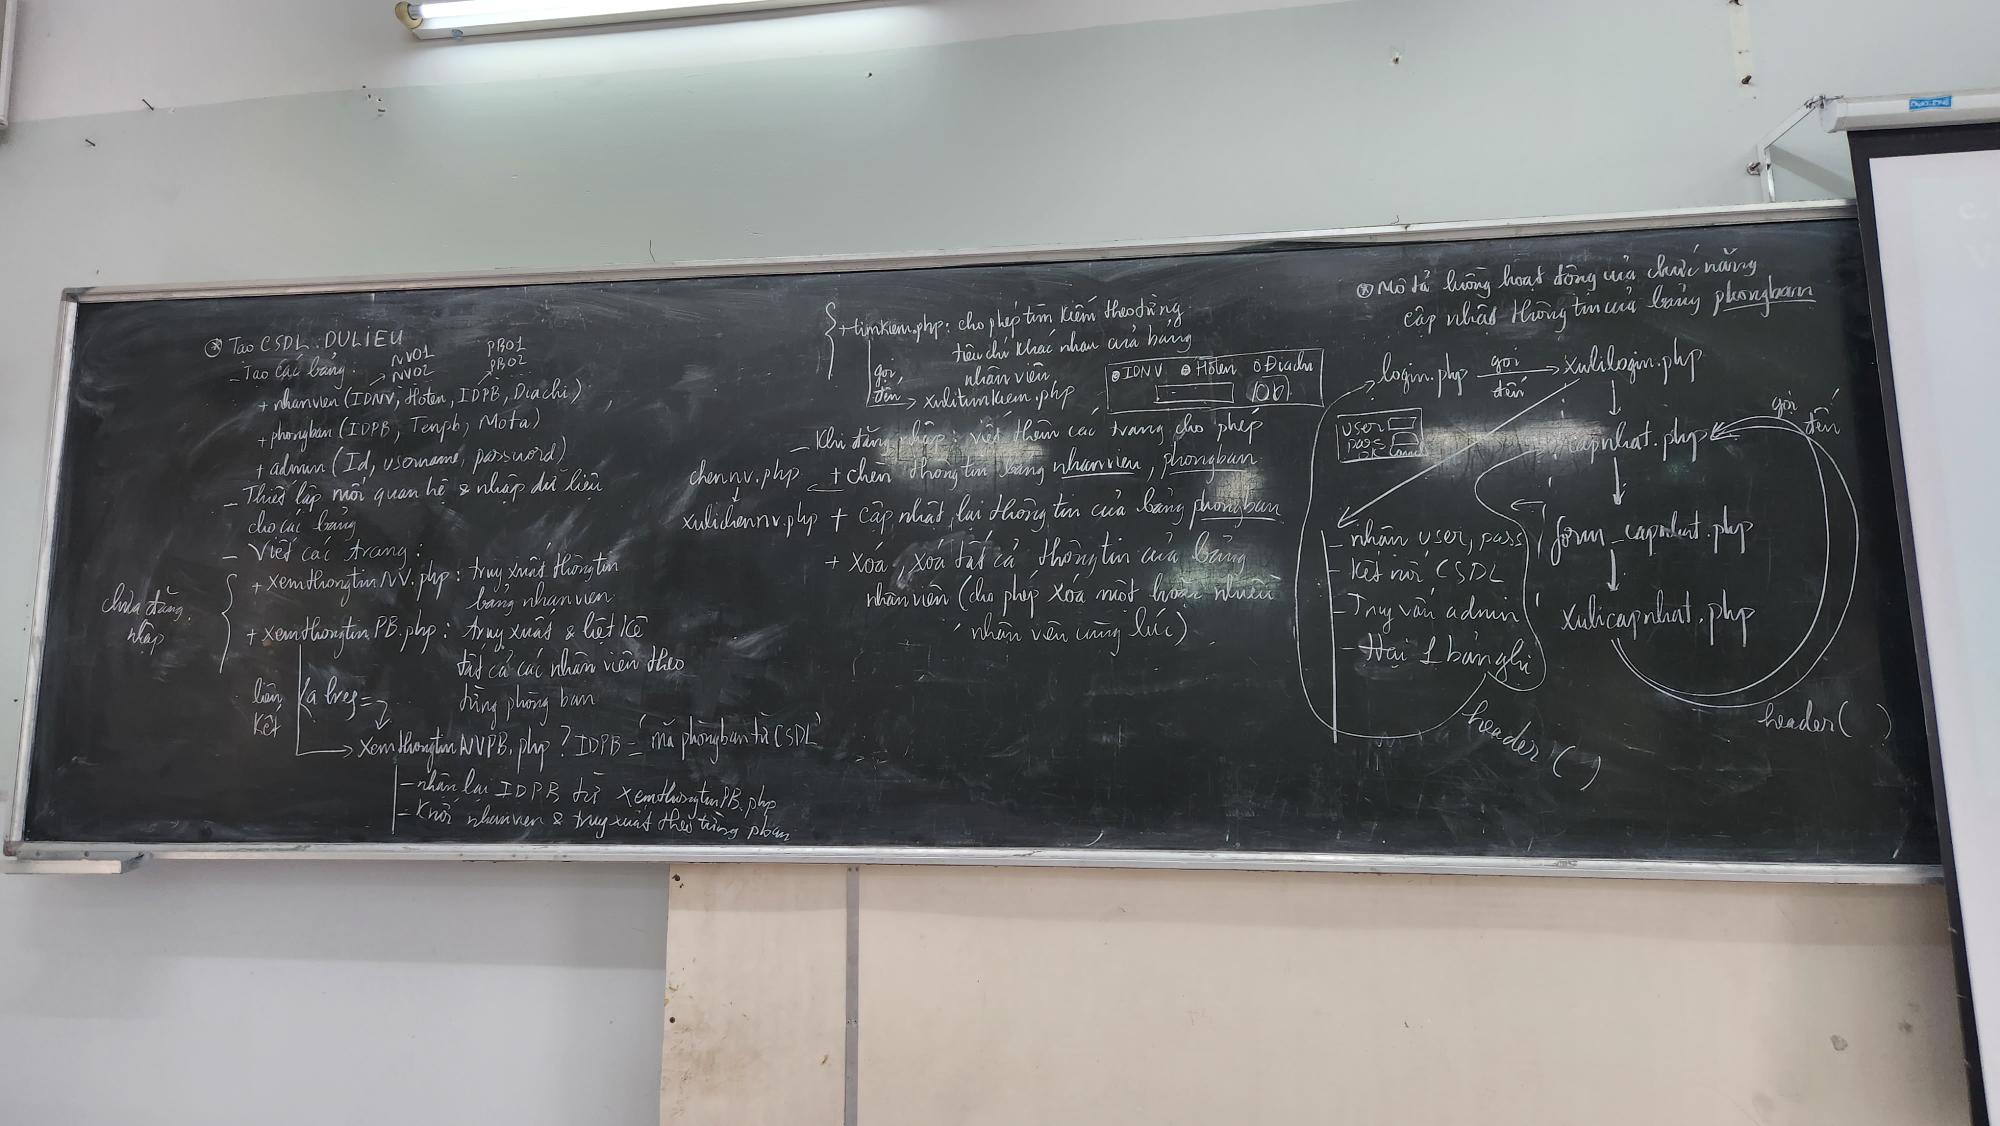 ⊛ Tạo CSDL: DULIEU
- Tạo các bảng:
NV01
NV02
PB01
PB02
+ nhanvien (IDNV, Hoten, IDPB, Diachi)
+ phongban (IDPB, Tenpb, Mota)
+ admin (Id, username, password)
- Thiết lập mối quan hệ & nhập dữ liệu
cho các bảng
- Viết các trang:
chưa đăng
nhập
+ xemthongtinNV.php: truy xuất thông tin
bảng nhanvien
+ xemthongtinPB.php: truy xuất & liệt kê
tất cả các nhân viên theo
từng phòng ban
liên
kết
xemthongtinNVPB.php?IDPB= 'mã phòng ban từ CSDL'
- nhận lại IDPB từ xemthongtinPB.php
nhanvien & truy xuất theo từng phban
+ timkiem.php: cho phép tìm kiếm theo từng
tiêu chí khác nhau của bảng
nhân viên
gọi
đến
xulitimkiem.php
IDNV Hoten Diachi
OK
- Khi đăng nhập: viết thêm các trang cho phép
chennv.php + chèn thông tin bảng nhanvien, phongban
xulichennv.php + cập nhật lại thông tin của bảng phongban
+ xoá, xoá tất cả thông tin của bảng
nhân viên (cho phép xóa một hoặc nhiều
nhân viên cùng lúc)
⊛ Mô tả luồng hoạt động của chức năng
cập nhật thông tin của bảng phongban
login.php gọi đến xulilogin.php
user
pass
OK
gọi
đến
capnhat.php
- nhận user, pass
- Kết nối CSDL
- Truy vấn admin
- Hại 1 bản ghi
form_capnhat.php
xulicapnhat.php
header( )
header( )